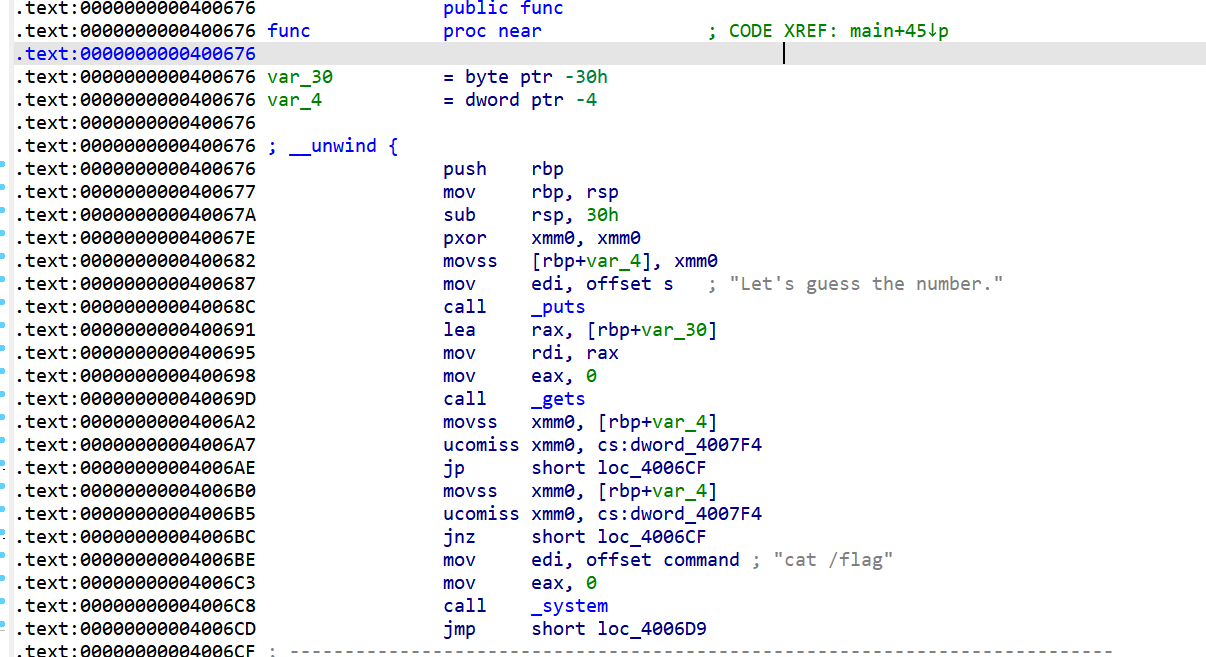 .text:0000000000400676 public func
.text:0000000000400676 func proc near ; CODE XREF: main+45↓p
.text:0000000000400676
.text:0000000000400676 var_30 = byte ptr -30h
.text:0000000000400676 var_4 = dword ptr -4
.text:0000000000400676
.text:0000000000400676 ; __unwind {
.text:0000000000400676 push rbp
.text:0000000000400677 mov rbp, rsp
.text:000000000040067A sub rsp, 30h
.text:000000000040067E pxor xmm0, xmm0
.text:0000000000400682 movss [rbp+var_4], xmm0
.text:0000000000400687 mov edi, offset s ; "Let's guess the number."
.text:000000000040068C call _puts
.text:0000000000400691 lea rax, [rbp+var_30]
.text:0000000000400695 mov rdi, rax
.text:0000000000400698 mov eax, 0
.text:000000000040069D call _gets
.text:00000000004006A2 movss xmm0, [rbp+var_4]
.text:00000000004006A7 ucomiss xmm0, cs:dword_4007F4
.text:00000000004006AE jp short loc_4006CF
.text:00000000004006B0 movss xmm0, [rbp+var_4]
.text:00000000004006B5 ucomiss xmm0, cs:dword_4007F4
.text:00000000004006BC jnz short loc_4006CF
.text:00000000004006BE mov edi, offset command ; "cat /flag"
.text:00000000004006C3 mov eax, 0
.text:00000000004006C8 call _system
.text:00000000004006CD jmp short loc_4006D9
.text:00000000004006CF ; ---------------------------------------------------------------------------